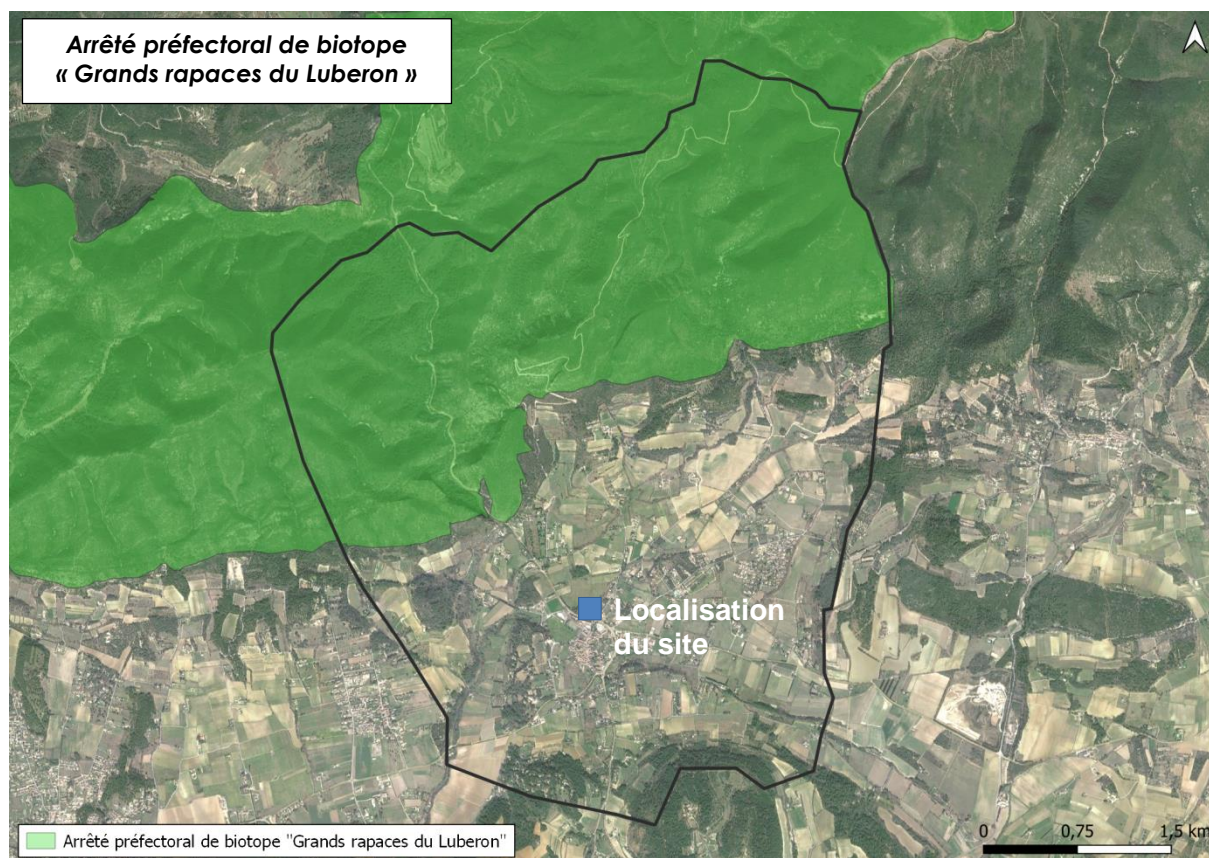 Arrêté préfectoral de biotope
« Grands rapaces du Luberon »
Localisation
du site
Arrêté préfectoral de biotope "Grands rapaces du Luberon"
0 0,75 1,5 km